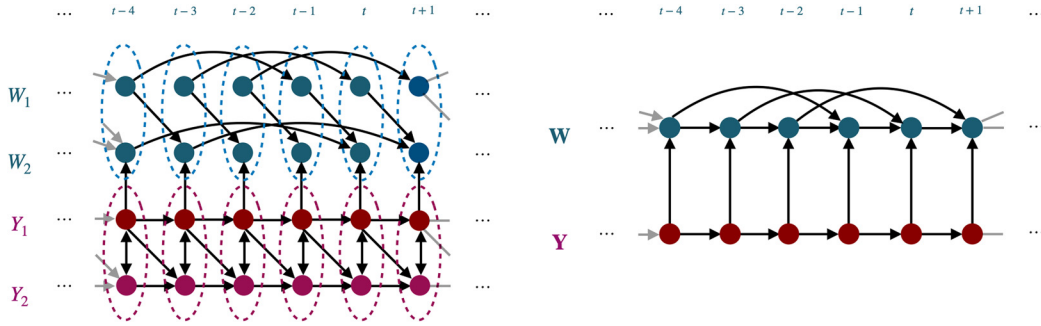 ... t − 4 t − 3 t − 2 t − 1 t t + 1 ... ... t − 4 t − 3 t − 2 t − 1 t t + 1 ...
W1 ... ...
W ... ...
W2 ... ...
Y1 ... ...
Y ... ...
Y2 ... ...